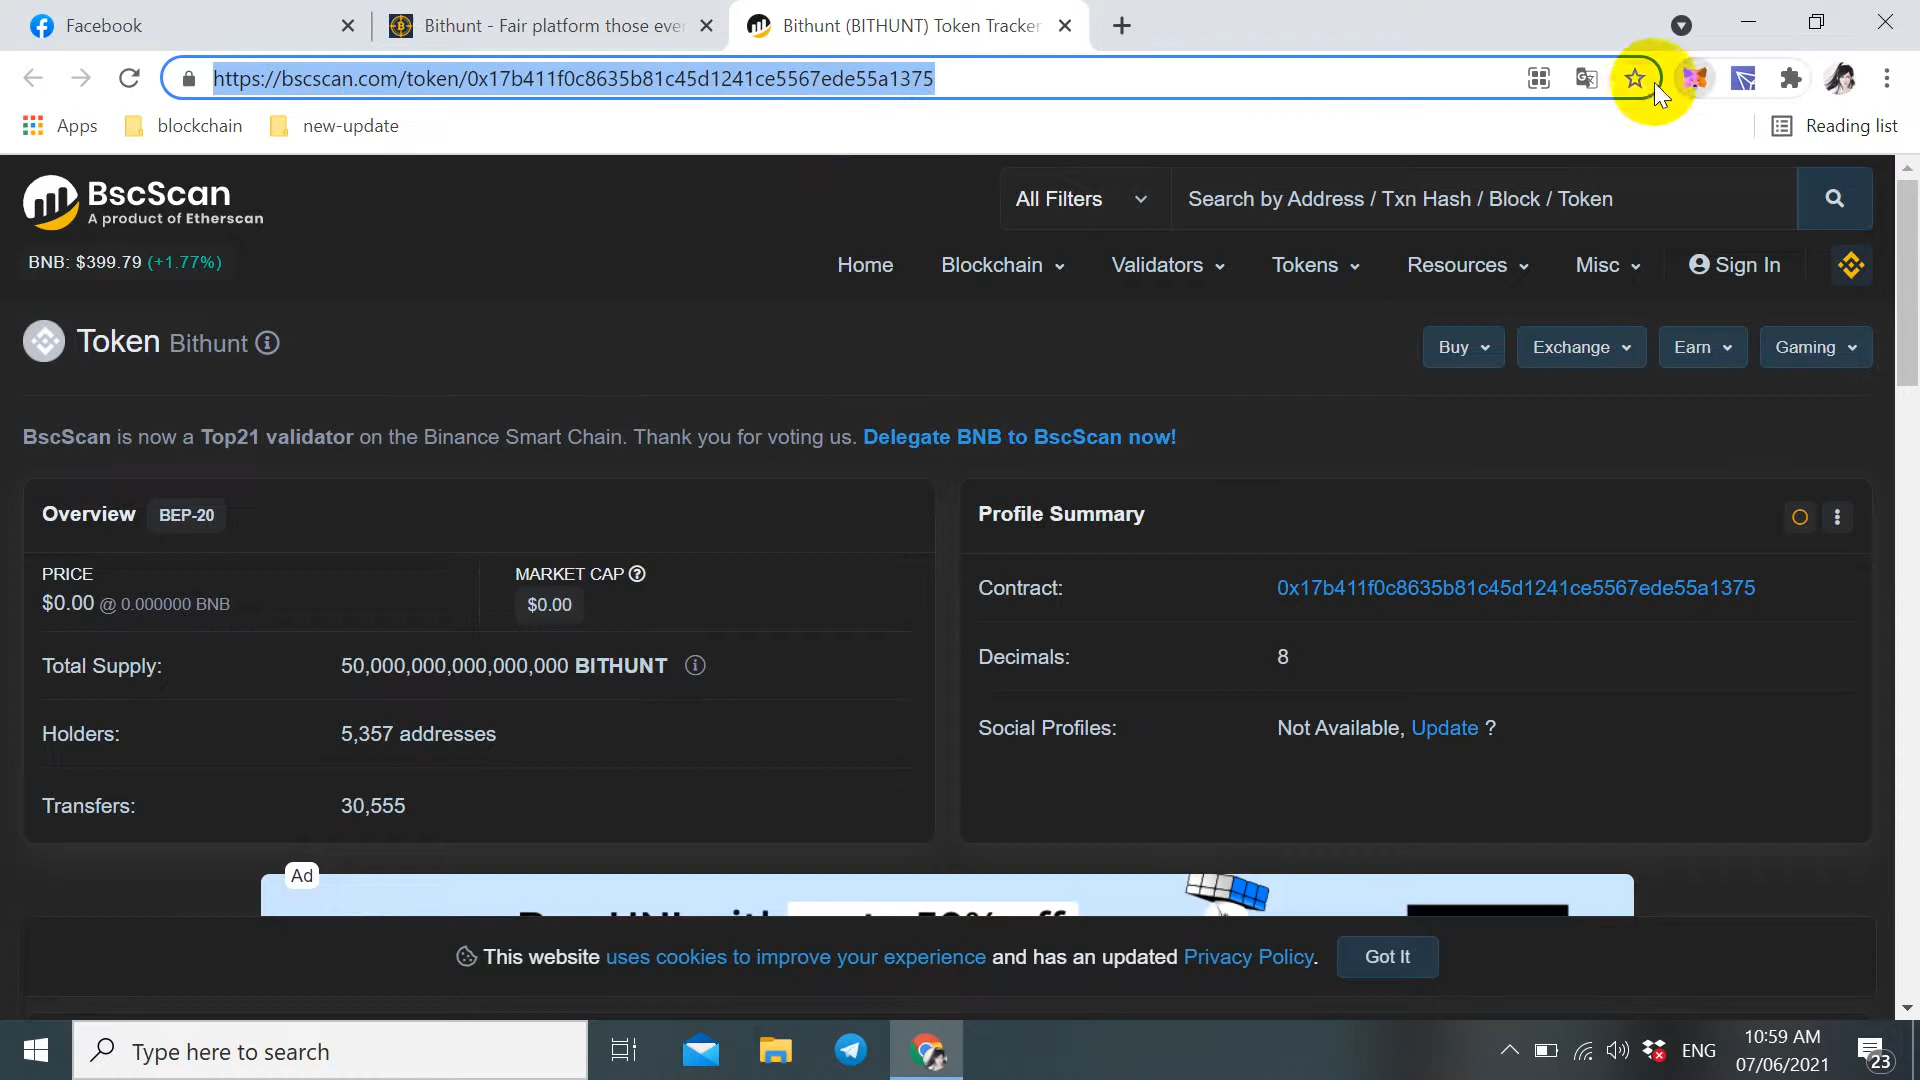 Facebook
Bithunt - Fair platform those eve
Bithunt (BITHUNT) Token Tracker
https://bscscan.com/token/0x17b411f0c8635b81c45d1241ce5567ede55a1375
Apps
blockchain
new-update
Reading list
BscScan
A product of Etherscan
All Filters
Search by Address / Txn Hash / Block / Token
BNB: $399.79 (+1.77%)
Home
Blockchain
Validators
Tokens
Resources
Misc
Sign In
Token Bithunt
Buy
Exchange
Earn
Gaming
BscScan is now a Top21 validator on the Binance Smart Chain. Thank you for voting us. Delegate BNB to BscScan now!
Overview BEP-20
PRICE
$0.00 @ 0.000000 BNB
MARKET CAP
$0.00
Total Supply: 50,000,000,000,000,000 BITHUNT
Holders: 5,357 addresses
Transfers: 30,555
Profile Summary
Contract: 0x17b411f0c8635b81c45d1241ce5567ede55a1375
Decimals: 8
Social Profiles: Not Available, Update ?
Ad
This website uses cookies to improve your experience and has an updated Privacy Policy.
Got It
Type here to search
ENG
10:59 AM
07/06/2021
23